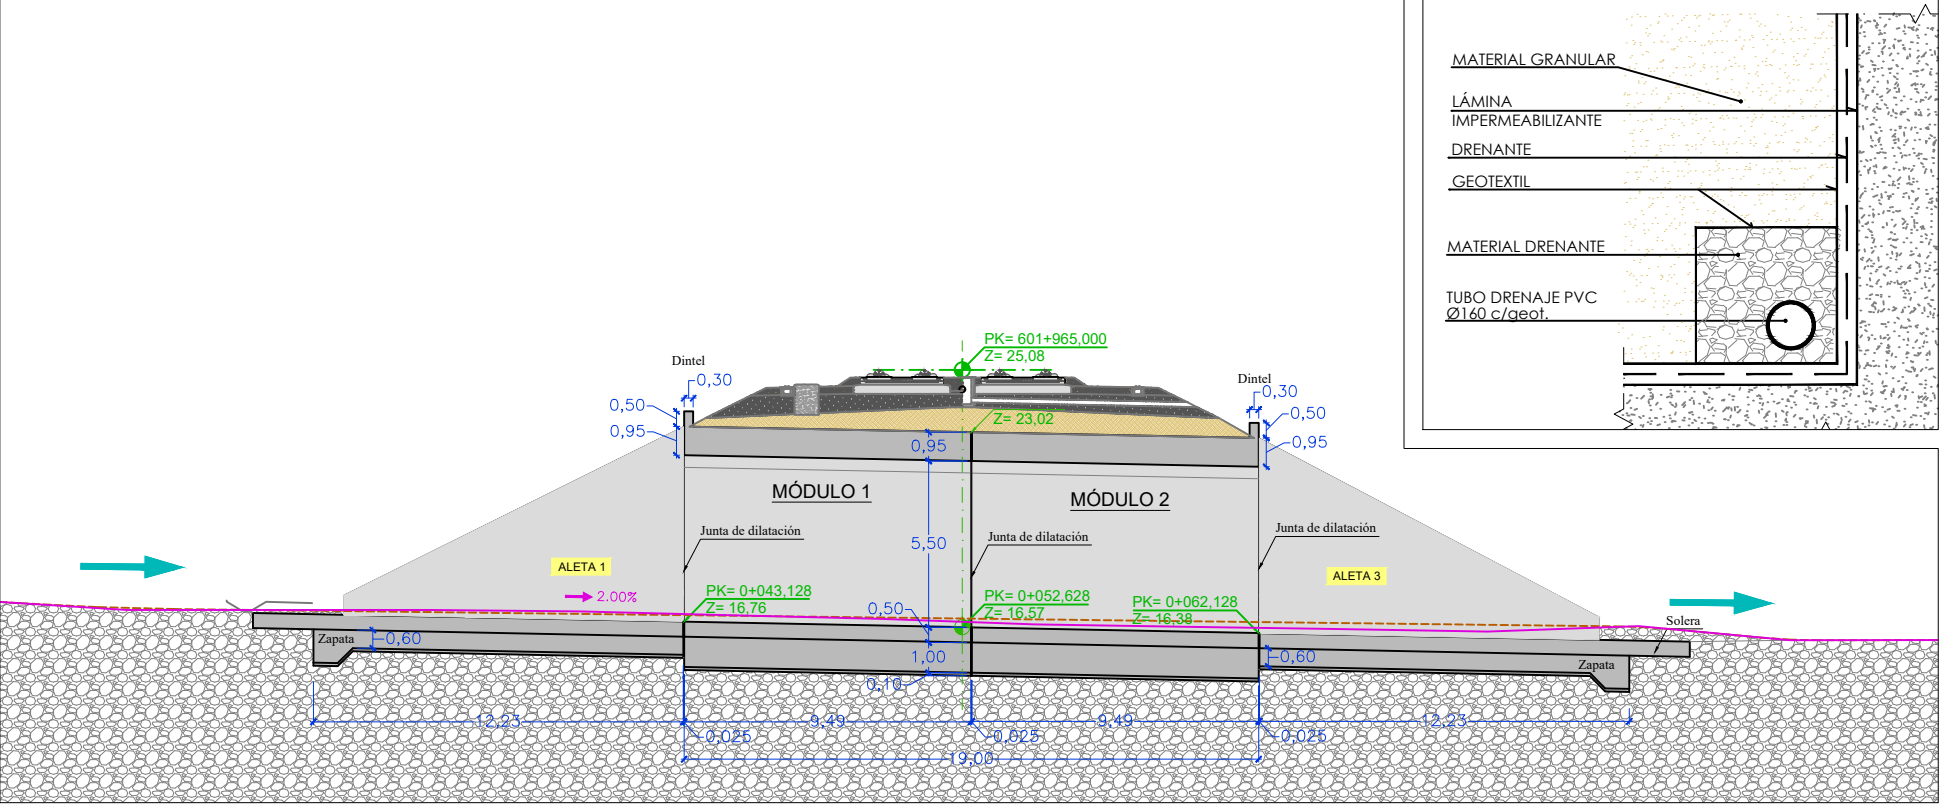 MATERIAL GRANULAR
LÁMINA
IMPERMEABILIZANTE
DRENANTE
GEOTEXTIL
MATERIAL DRENANTE
TUBO DRENAJE PVC
Ø160 c/geot.
PK= 601+965,000
Z= 25,08
Dintel
0,30
0,50
0,95
Dintel
0,30
0,50
0,95
Z= 23,02
0,95
MÓDULO 1
MÓDULO 2
Junta de dilatación
Junta de dilatación
Junta de dilatación
5,50
ALETA 1
ALETA 3
2.00%
PK= 0+043,128
Z= 16,76
PK= 0+052,628
Z= 16,57
PK= 0+062,128
Z= 16,38
0,50
Solera
Zapata
0,60
1,00
0,60
Zapata
0,10
12,23
9,49
9,49
12,23
0,025
0,025
0,025
19,00